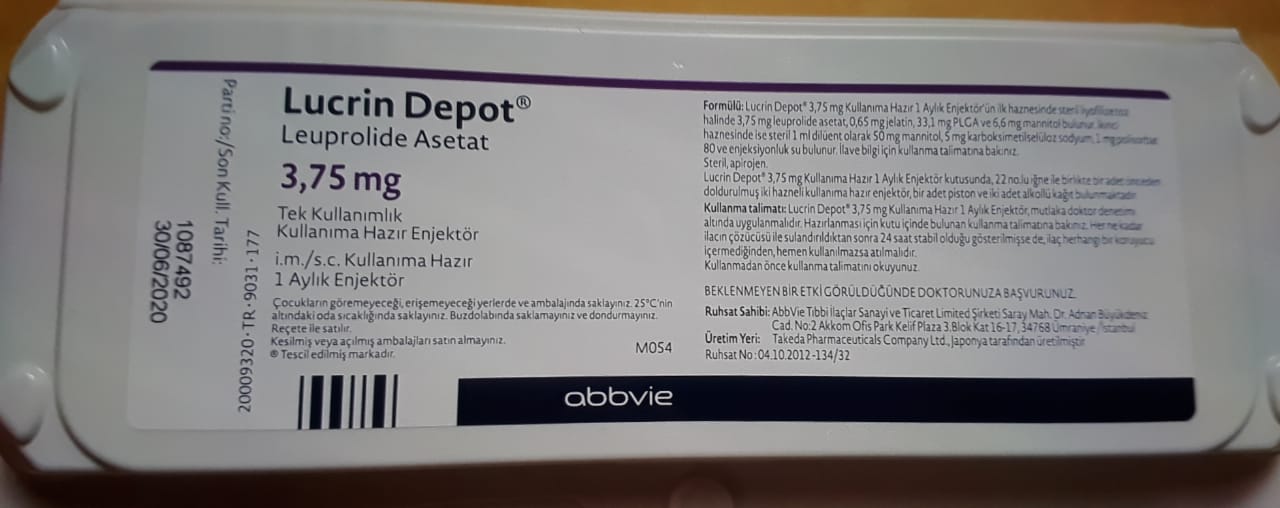 Lucrin Depot®
Leuprolide Asetat
3,75 mg
Tek Kullanımlık
Kullanıma Hazır Enjektör
i.m./s.c. Kullanıma Hazır
1 Aylık Enjektör
Çocukların göremeyeceği, erişemeyeceği yerlerde ve ambalajında saklayınız. 25°C'nin
altındaki oda sıcaklığında saklayınız. Buzdolabında saklamayınız ve dondurmayınız.
Reçete ile satılır.
Kesilmiş veya açılmış ambalajları satın almayınız.
® Tescil edilmiş markadır.
M054
Parti no:/Son Kull. Tarihi:
1087492
30/06/2020
20009320•TR•9031•177
Formülü: Lucrin Depot® 3,75 mg Kullanıma Hazır 1 Aylık Enjektör'ün ilk haznesinde steril liyofilize toz
halinde 3,75 mg leuprolide asetat, 0,65 mg jelatin, 33,1 mg PLGA ve 6,6 mg mannitol bulunur. İkinci
haznesinde ise steril 1 ml dilüent olarak 50 mg mannitol, 5 mg karboksimetilselüloz sodyum, 1 mg polisorbat
80 ve enjeksiyonluk su bulunur. İlave bilgi için kullanma talimatına bakınız.
Steril, apirojen.
Lucrin Depot® 3,75 mg Kullanıma Hazır 1 Aylık Enjektör kutusunda, 22 no.lu iğne ile birlikte bir adet önceden
doldurulmuş iki hazneli kullanıma hazır enjektör, bir adet piston ve iki adet alkollü kağıt bulunmaktadır.
Kullanma talimatı: Lucrin Depot® 3,75 mg Kullanıma Hazır 1 Aylık Enjektör, mutlaka doktor denetimi
altında uygulanmalıdır. Hazırlanması için kutu içinde bulunan kullanma talimatına bakınız. Her ne kadar
ilacın çözücüsü ile sulandırıldıktan sonra 24 saat stabil olduğu gösterilmişse de, ilaç herhangi bir koruyucu
içermediğinden, hemen kullanılmazsa atılmalıdır.
Kullanmadan önce kullanma talimatını okuyunuz.
BEKLENMEYEN BİR ETKİ GÖRÜLDÜĞÜNDE DOKTORUNUZA BAŞVURUNUZ.
Ruhsat Sahibi: AbbVie Tıbbi İlaçlar Sanayi ve Ticaret Limited Şirketi Saray Mah. Dr. Adnan Büyükdeniz
Cad. No:2 Akkom Ofis Park Kelif Plaza 3.Blok Kat 16-17, 34768 Ümraniye / İstanbul
Üretim Yeri: Takeda Pharmaceuticals Company Ltd., Japonya tarafından üretilmiştir
Ruhsat No: 04.10.2012-134/32
abbvie